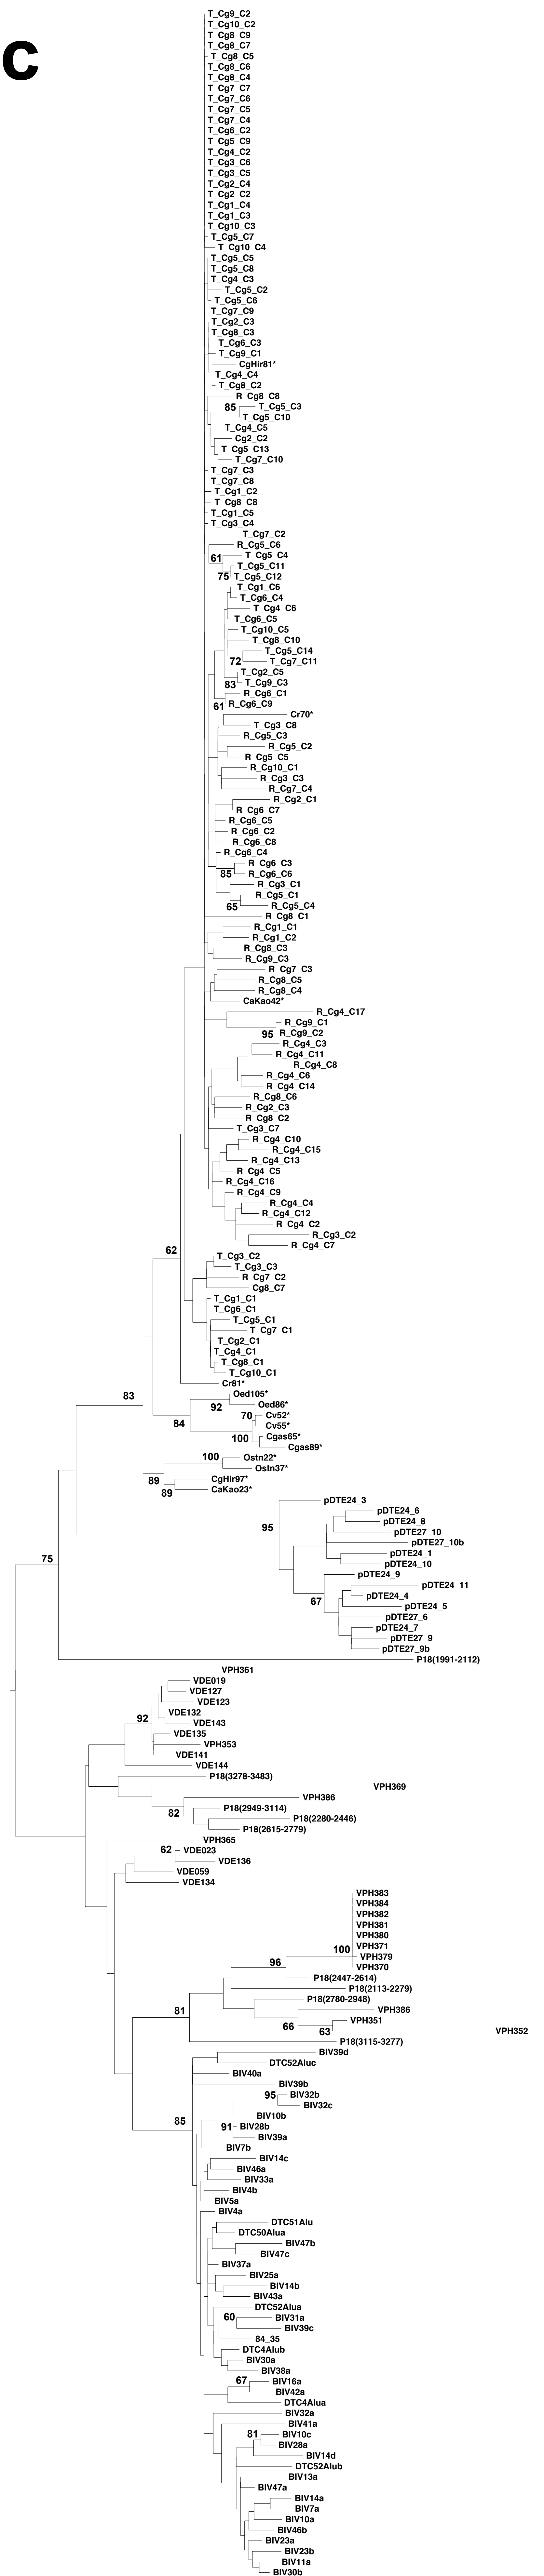 C
T_Cg9_C2
T_Cg10_C2
T_Cg8_C9
T_Cg8_C7
T_Cg8_C5
T_Cg8_C6
T_Cg8_C4
T_Cg7_C7
T_Cg7_C6
T_Cg7_C5
T_Cg7_C4
T_Cg6_C2
T_Cg5_C9
T_Cg4_C2
T_Cg3_C6
T_Cg3_C5
T_Cg2_C4
T_Cg2_C2
T_Cg1_C4
T_Cg1_C3
T_Cg10_C3
T_Cg5_C7
T_Cg10_C4
T_Cg5_C5
T_Cg5_C8
T_Cg4_C3
T_Cg5_C2
T_Cg5_C6
T_Cg7_C9
T_Cg2_C3
T_Cg8_C3
T_Cg6_C3
T_Cg9_C1
CgHir81*
T_Cg4_C4
T_Cg8_C2
R_Cg8_C8
85 T_Cg5_C3
T_Cg5_C10
T_Cg4_C5
Cg2_C2
T_Cg5_C13
T_Cg7_C10
T_Cg7_C3
T_Cg7_C8
T_Cg1_C2
T_Cg8_C8
T_Cg1_C5
T_Cg3_C4
T_Cg7_C2
R_Cg5_C6
61 T_Cg5_C4
T_Cg5_C11
75 T_Cg5_C12
T_Cg1_C6
T_Cg6_C4
T_Cg4_C6
T_Cg6_C5
T_Cg10_C5
T_Cg8_C10
T_Cg5_C14
72 T_Cg7_C11
T_Cg2_C5
83 T_Cg9_C3
R_Cg6_C1
61 R_Cg6_C9
Cr70*
T_Cg3_C8
R_Cg5_C3
R_Cg5_C2
R_Cg5_C5
R_Cg10_C1
R_Cg3_C3
R_Cg7_C4
R_Cg2_C1
R_Cg6_C7
R_Cg6_C5
R_Cg6_C2
R_Cg6_C8
R_Cg6_C4
R_Cg6_C3
85 R_Cg6_C6
R_Cg3_C1
R_Cg5_C1
65 R_Cg5_C4
R_Cg8_C1
R_Cg1_C1
R_Cg1_C2
R_Cg8_C3
R_Cg9_C3
R_Cg7_C3
R_Cg8_C5
R_Cg8_C4
CaKao42*
R_Cg4_C17
R_Cg9_C1
95 R_Cg9_C2
R_Cg4_C3
R_Cg4_C11
R_Cg4_C8
R_Cg4_C6
R_Cg4_C14
R_Cg8_C6
R_Cg2_C3
R_Cg8_C2
T_Cg3_C7
R_Cg4_C10
R_Cg4_C15
R_Cg4_C13
R_Cg4_C5
R_Cg4_C16
R_Cg4_C9
R_Cg4_C4
R_Cg4_C12
R_Cg4_C2
R_Cg3_C2
R_Cg4_C7
62 T_Cg3_C2
T_Cg3_C3
R_Cg7_C2
Cg8_C7
T_Cg1_C1
T_Cg6_C1
T_Cg5_C1
T_Cg7_C1
T_Cg2_C1
T_Cg4_C1
T_Cg8_C1
T_Cg10_C1
Cr81*
83 Oed105*
92 Oed86*
70 Cv52*
84 Cv55*
100 Cgas65*
Cgas89*
100 Ostn22*
Ostn37*
89 CgHir97*
89 CaKao23*
pDTE24_3
pDTE24_6
pDTE24_8
95 pDTE27_10
pDTE27_10b
75 pDTE24_1
pDTE24_10
pDTE24_9
pDTE24_11
67 pDTE24_4
pDTE24_5
pDTE27_6
pDTE24_7
pDTE27_9
pDTE27_9b
P18(1991-2112)
VPH361
VDE019
VDE127
VDE123
92 VDE132
VDE143
VDE135
VPH353
VDE141
VDE144
P18(3278-3483)
VPH369
VPH386
82 P18(2949-3114)
P18(2280-2446)
P18(2615-2779)
VPH365
62 VDE023
VDE136
VDE059
VDE134
VPH383
VPH384
VPH382
VPH381
VPH380
100 VPH371
VPH379
96 VPH370
P18(2447-2614)
P18(2113-2279)
P18(2780-2948)
81 VPH386
66 VPH351
63 VPH352
P18(3115-3277)
BIV39d
DTC52Aluc
BIV40a
BIV39b
95 BIV32b
BIV32c
BIV10b
85 91 BIV28b
BIV39a
BIV7b
BIV14c
BIV46a
BIV33a
BIV4b
BIV5a
BIV4a
DTC51Alu
DTC50Alua
BIV47b
BIV47c
BIV37a
BIV25a
BIV14b
BIV43a
DTC52Alua
60 BIV31a
BIV39c
84_35
DTC4Alub
BIV30a
BIV38a
67 BIV16a
BIV42a
DTC4Alua
BIV32a
BIV41a
81 BIV10c
BIV28a
BIV14d
DTC52Alub
BIV13a
BIV47a
BIV14a
BIV7a
BIV10a
BIV46b
BIV23a
BIV23b
BIV11a
BIV30b